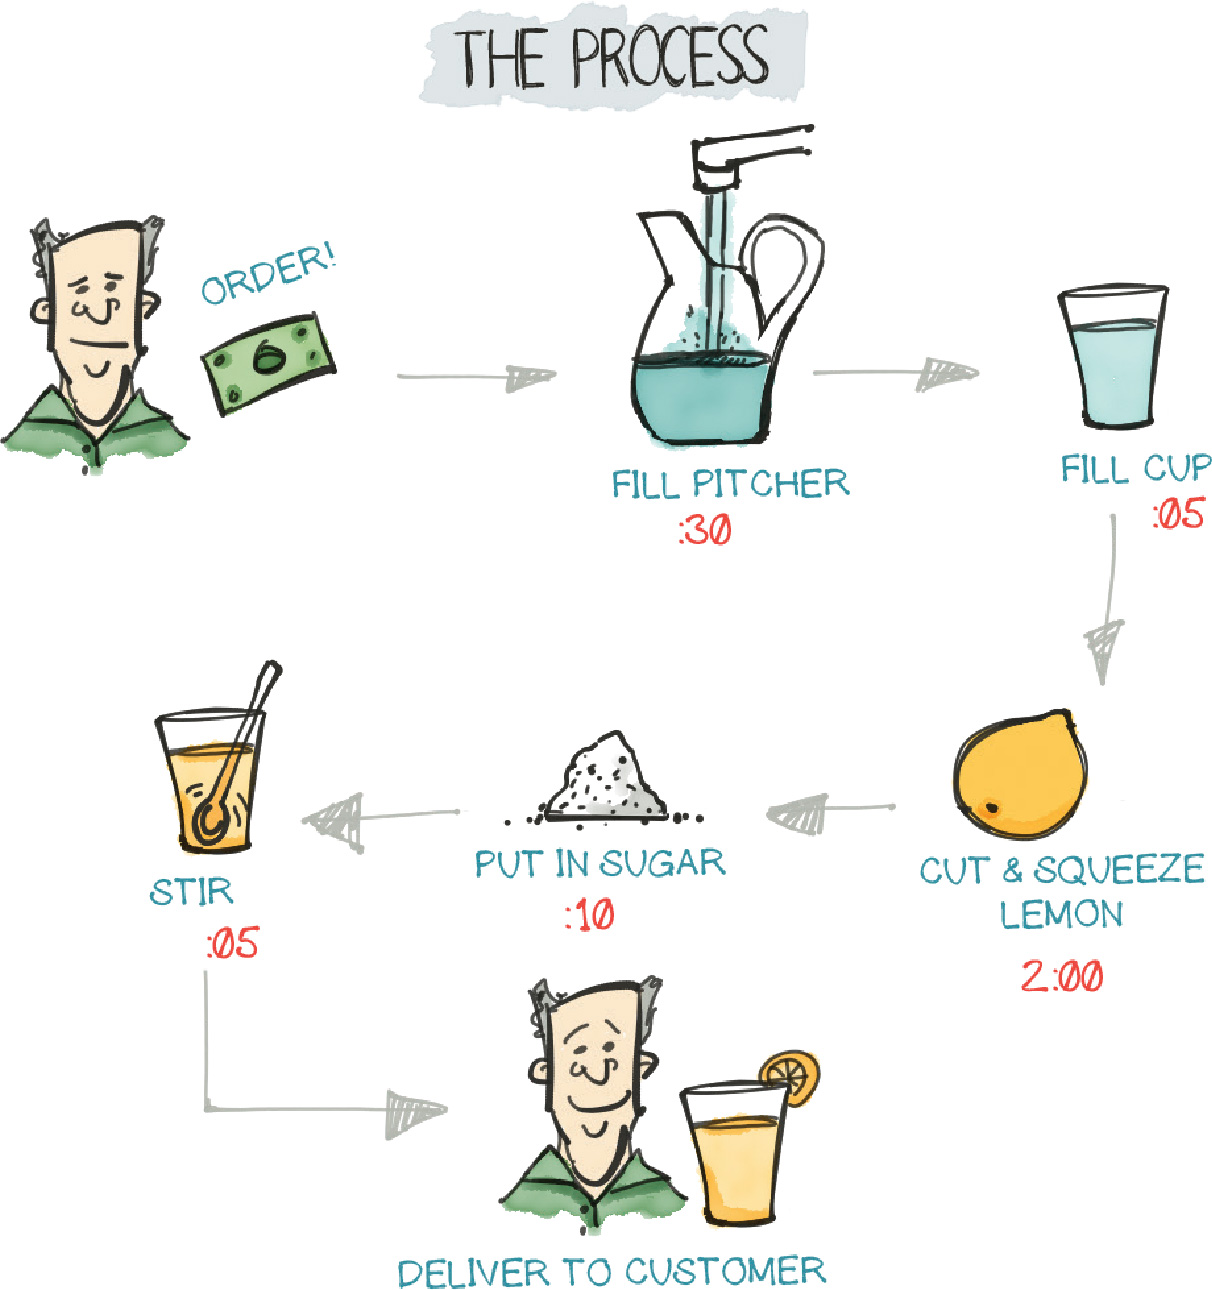 THE PROCESS
ORDER!
FILL PITCHER
:30
FILL CUP
:05
CUT & SQUEEZE
LEMON
2:00
PUT IN SUGAR
:10
STIR
:05
DELIVER TO CUSTOMER